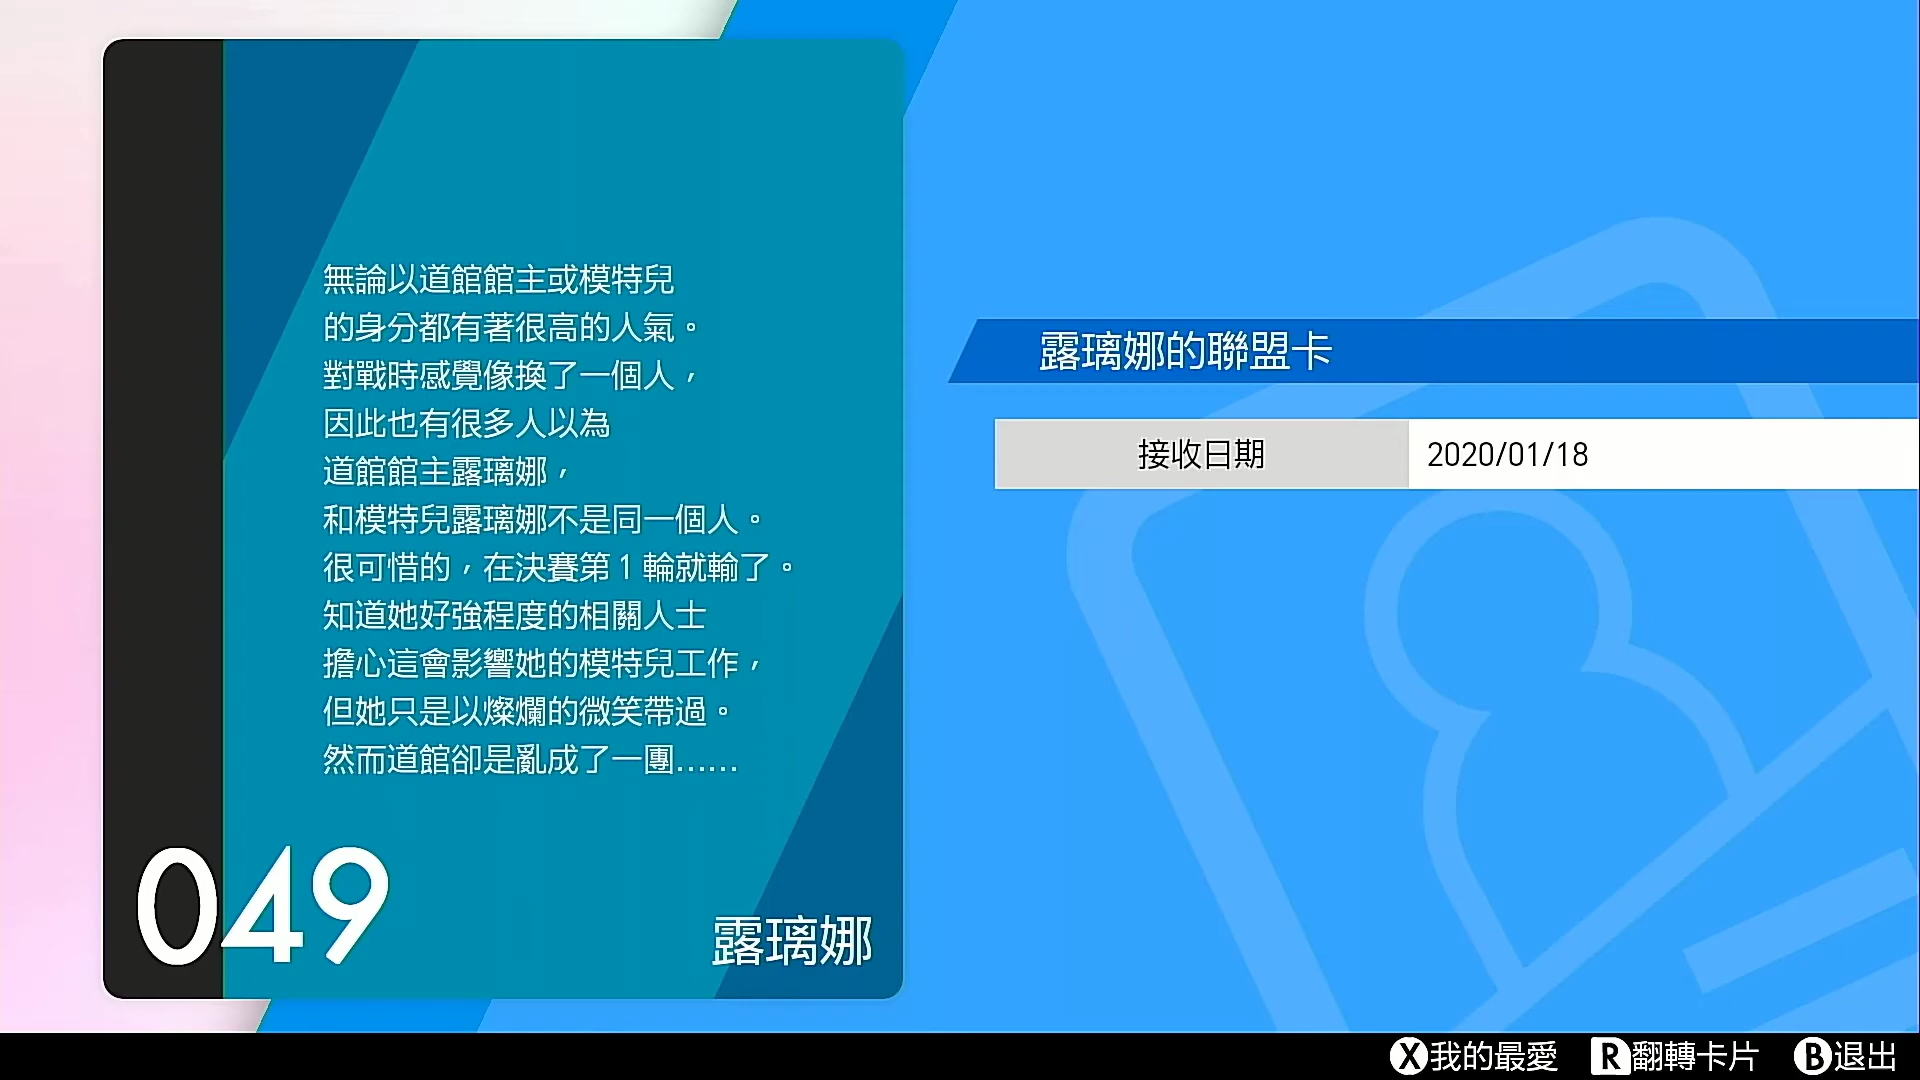 無論以道館館主或模特兒
的身分都有著很高的人氣。
對戰時感覺像換了一個人，
因此也有很多人以為
道館館主露璃娜，
和模特兒露璃娜不是同一個人。
很可惜的，在決賽第1輪就輸了。
知道她好強程度的相關人士
擔心這會影響她的模特兒工作，
但她只是以燦爛的微笑帶過。
然而道館卻是亂成了一團……
049
露璃娜
露璃娜的聯盟卡
接收日期 2020/01/18
X我的最愛 R翻轉卡片 B退出